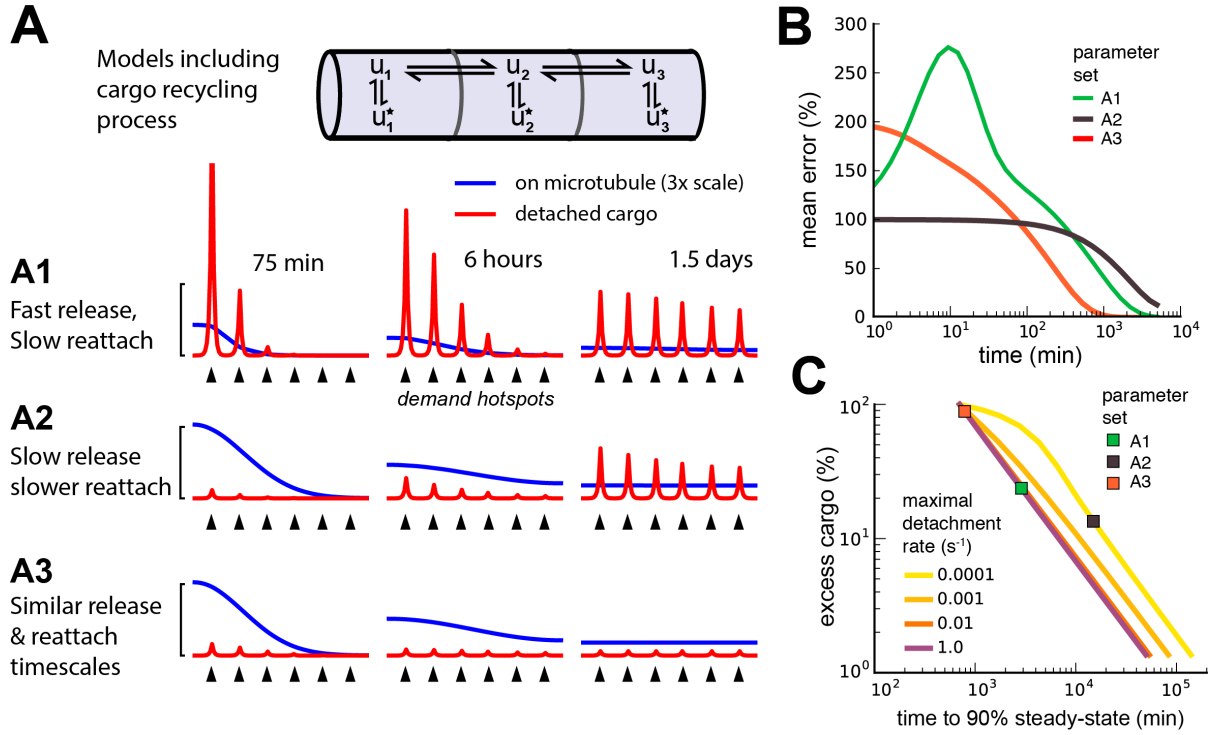 A
Models including
cargo recycling
process
u1 u2 u3
u1* u2* u3*
on microtubule (3x scale)
detached cargo
A1
Fast release,
Slow reattach
75 min
6 hours
1.5 days
demand hotspots
A2
Slow release
slower reattach
A3
Similar release
& reattach
timescales
B
mean error (%)
300
250
200
150
100
50
0
10^0 10^1 10^2 10^3 10^4
time (min)
parameter
set
A1
A2
A3
C
excess cargo (%)
10^2
10^1
10^0
10^2 10^3 10^4 10^5
time to 90% steady-state (min)
parameter
set
A1
A2
A3
maximal
detachment
rate (s^-1)
0.0001
0.001
0.01
1.0